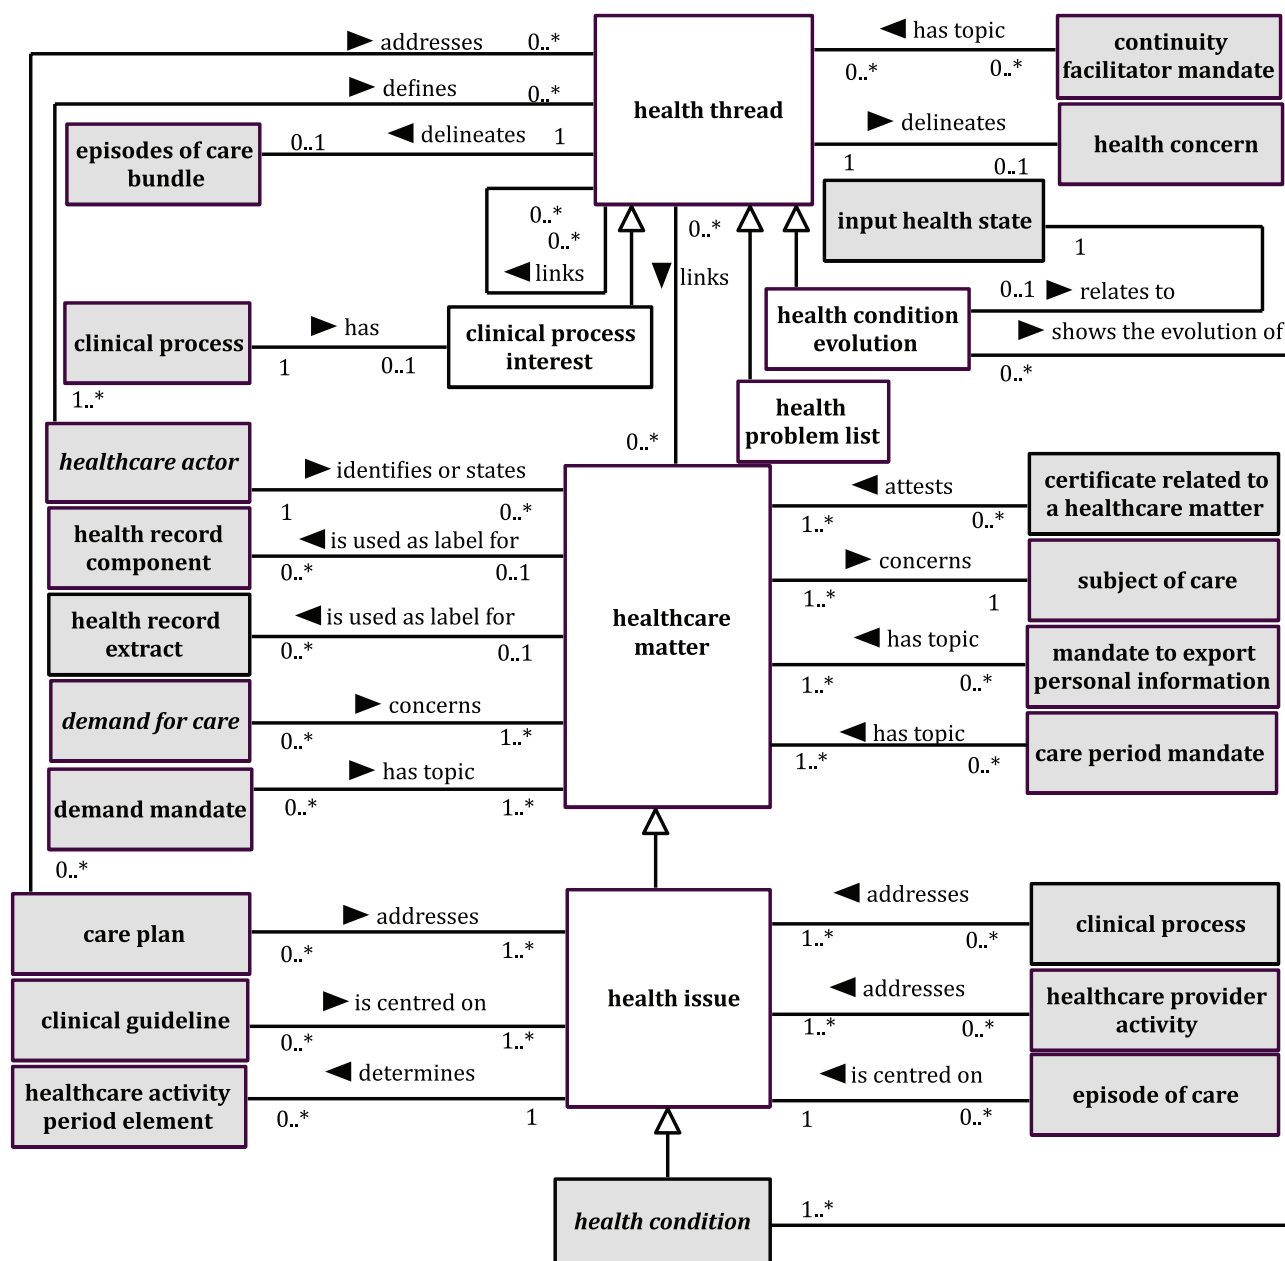 addresses
0..*
has topic
0..*
0..*
continuity
facilitator mandate
defines
0..*
health thread
delineates
1
0..1
health concern
episodes of care
bundle
0..1
delineates
1
input health state
1
0..*
0..*
links
0..*
links
0..1
relates to
health condition
evolution
shows the evolution of
0..*
clinical process
has
1
0..1
clinical process
interest
health
problem list
1..*
0..*
healthcare actor
identifies or states
1
0..*
attests
1..*
0..*
certificate related to
a healthcare matter
health record
component
is used as label for
0..*
0..1
concerns
1..*
1
subject of care
healthcare
matter
health record
extract
is used as label for
0..*
0..1
has topic
1..*
0..*
mandate to export
personal information
demand for care
concerns
0..*
1..*
has topic
1..*
0..*
care period mandate
demand mandate
has topic
0..*
1..*
0..*
care plan
addresses
0..*
1..*
addresses
1..*
0..*
clinical process
health issue
clinical guideline
is centred on
0..*
1..*
addresses
1..*
0..*
healthcare provider
activity
healthcare activity
period element
determines
0..*
1
is centred on
1
0..*
episode of care
health condition
1..*